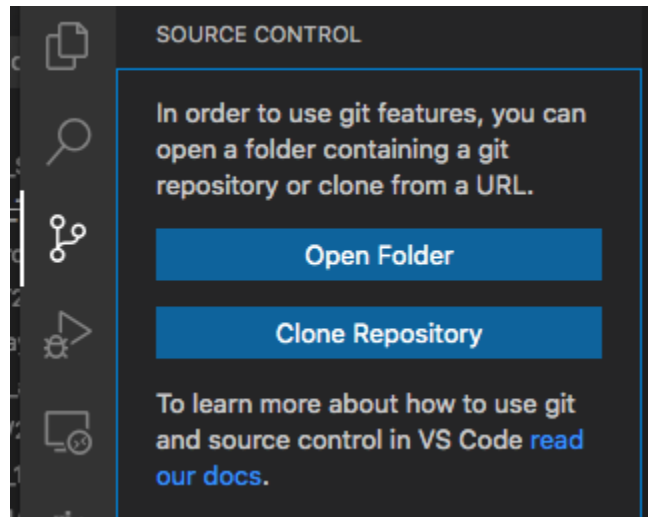 SOURCE CONTROL
In order to use git features, you can
open a folder containing a git
repository or clone from a URL.
Open Folder
Clone Repository
To learn more about how to use git
and source control in VS Code read
our docs.